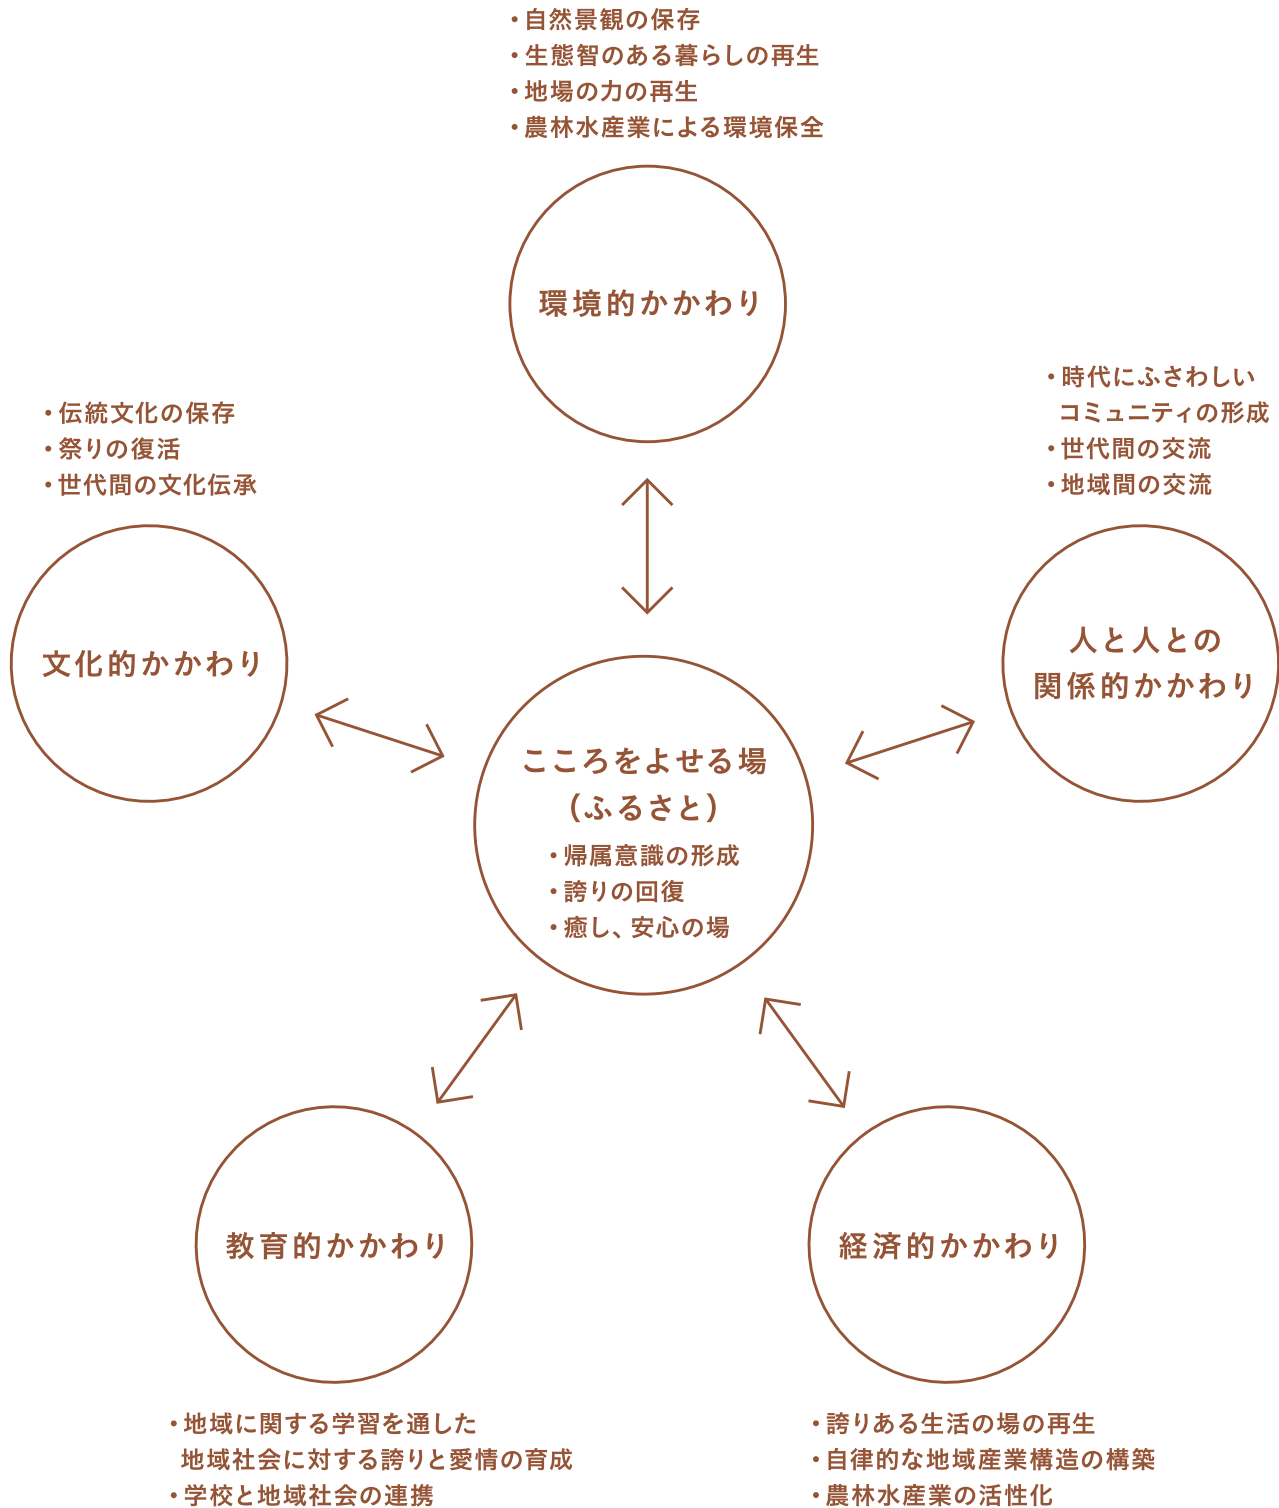 ・自然景観の保存
・生態智のある暮らしの再生
・地場の力の再生
・農林水産業による環境保全
環境的かかわり
・伝統文化の保存
・祭りの復活
・世代間の文化伝承
文化的かかわり
・時代にふさわしい
コミュニティの形成
・世代間の交流
・地域間の交流
人と人との
関係的かかわり
こころをよせる場
（ふるさと）
・帰属意識の形成
・誇りの回復
・癒し、安心の場
教育的かかわり
・地域に関する学習を通した
地域社会に対する誇りと愛情の育成
・学校と地域社会の連携
経済的かかわり
・誇りある生活の場の再生
・自律的な地域産業構造の構築
・農林水産業の活性化